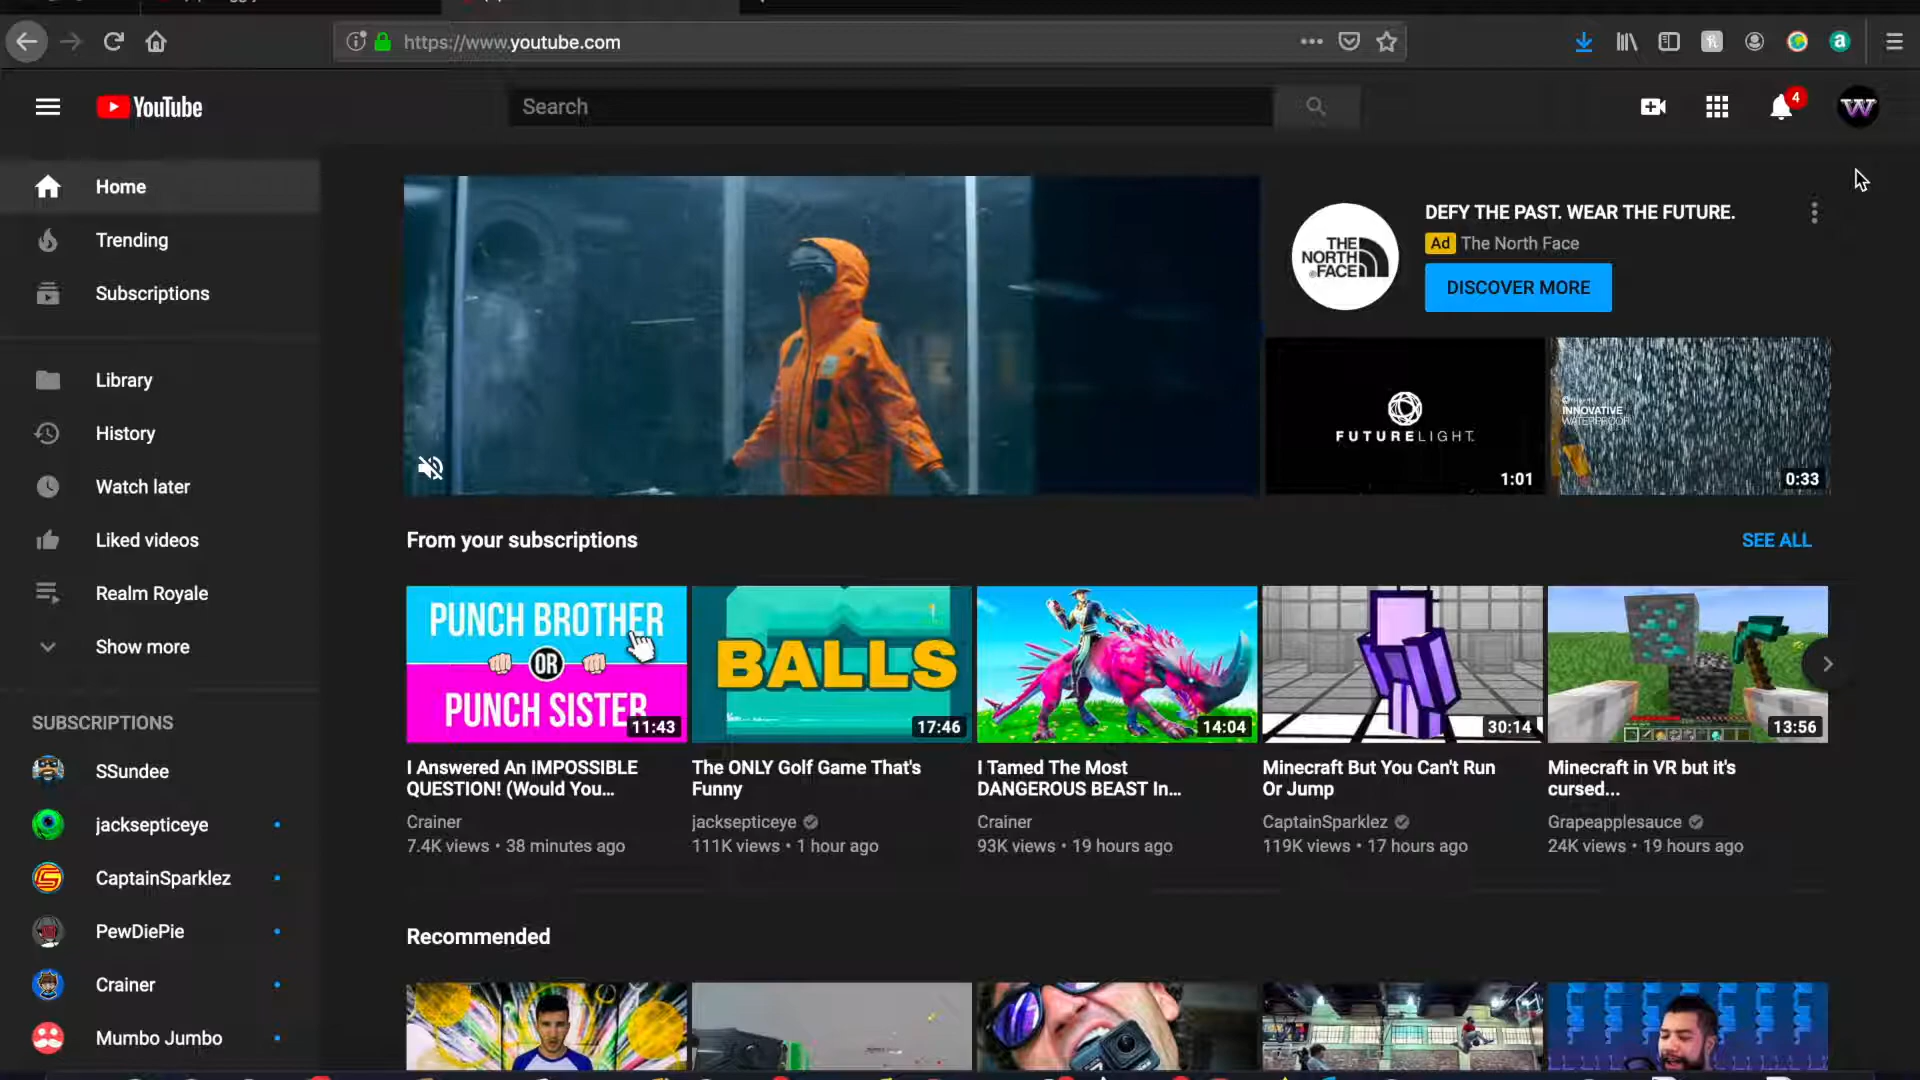 https://www.youtube.com
YouTube
Search
4
Home
Trending
Subscriptions
Library
History
Watch later
Liked videos
Realm Royale
Show more
SUBSCRIPTIONS
SSundee
jacksepticeye
CaptainSparklez
PewDiePie
Crainer
Mumbo Jumbo
THE
NORTH
FACE
DEFY THE PAST. WEAR THE FUTURE.
Ad The North Face
DISCOVER MORE
FUTURELIGHT.
1:01
INNOVATIVE
WATERPROOF
0:33
From your subscriptions
SEE ALL
PUNCH BROTHER
OR
PUNCH SISTER
11:43
BALLS
17:46
14:04
30:14
13:56
I Answered An IMPOSSIBLE
QUESTION! (Would You...
Crainer
7.4K views • 38 minutes ago
The ONLY Golf Game That's
Funny
jacksepticeye
111K views • 1 hour ago
I Tamed The Most
DANGEROUS BEAST In...
Crainer
93K views • 19 hours ago
Minecraft But You Can't Run
Or Jump
CaptainSparklez
119K views • 17 hours ago
Minecraft in VR but it's
cursed...
Grapeapplesauce
24K views • 19 hours ago
Recommended